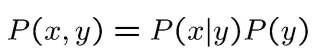 P(x, y) = P(x|y)P(y)